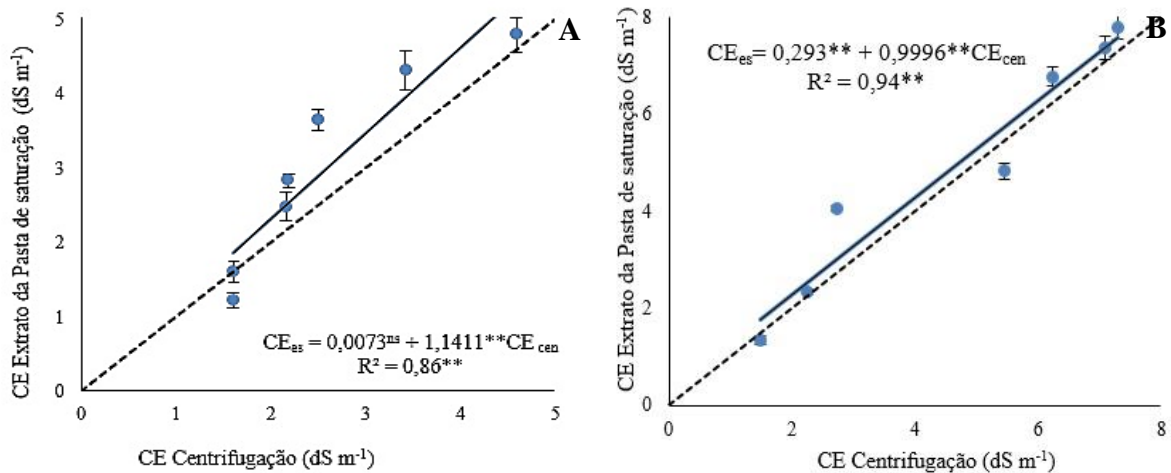 A
CE Extrato da Pasta de saturação (dS m⁻¹)
5
4
3
2
1
0
CEₑₛ = 0,0073ⁿˢ + 1,1411**CE cen
R² = 0,86**
0 1 2 3 4 5
CE Centrifugação (dS m⁻¹)
B
CE Extrato da Pasta de saturação (dS m⁻¹)
8
6
4
2
0
CEₑₛ= 0,293** + 0,9996**CEcen
R² = 0,94**
0 2 4 6 8
CE Centrifugação (dS m⁻¹)